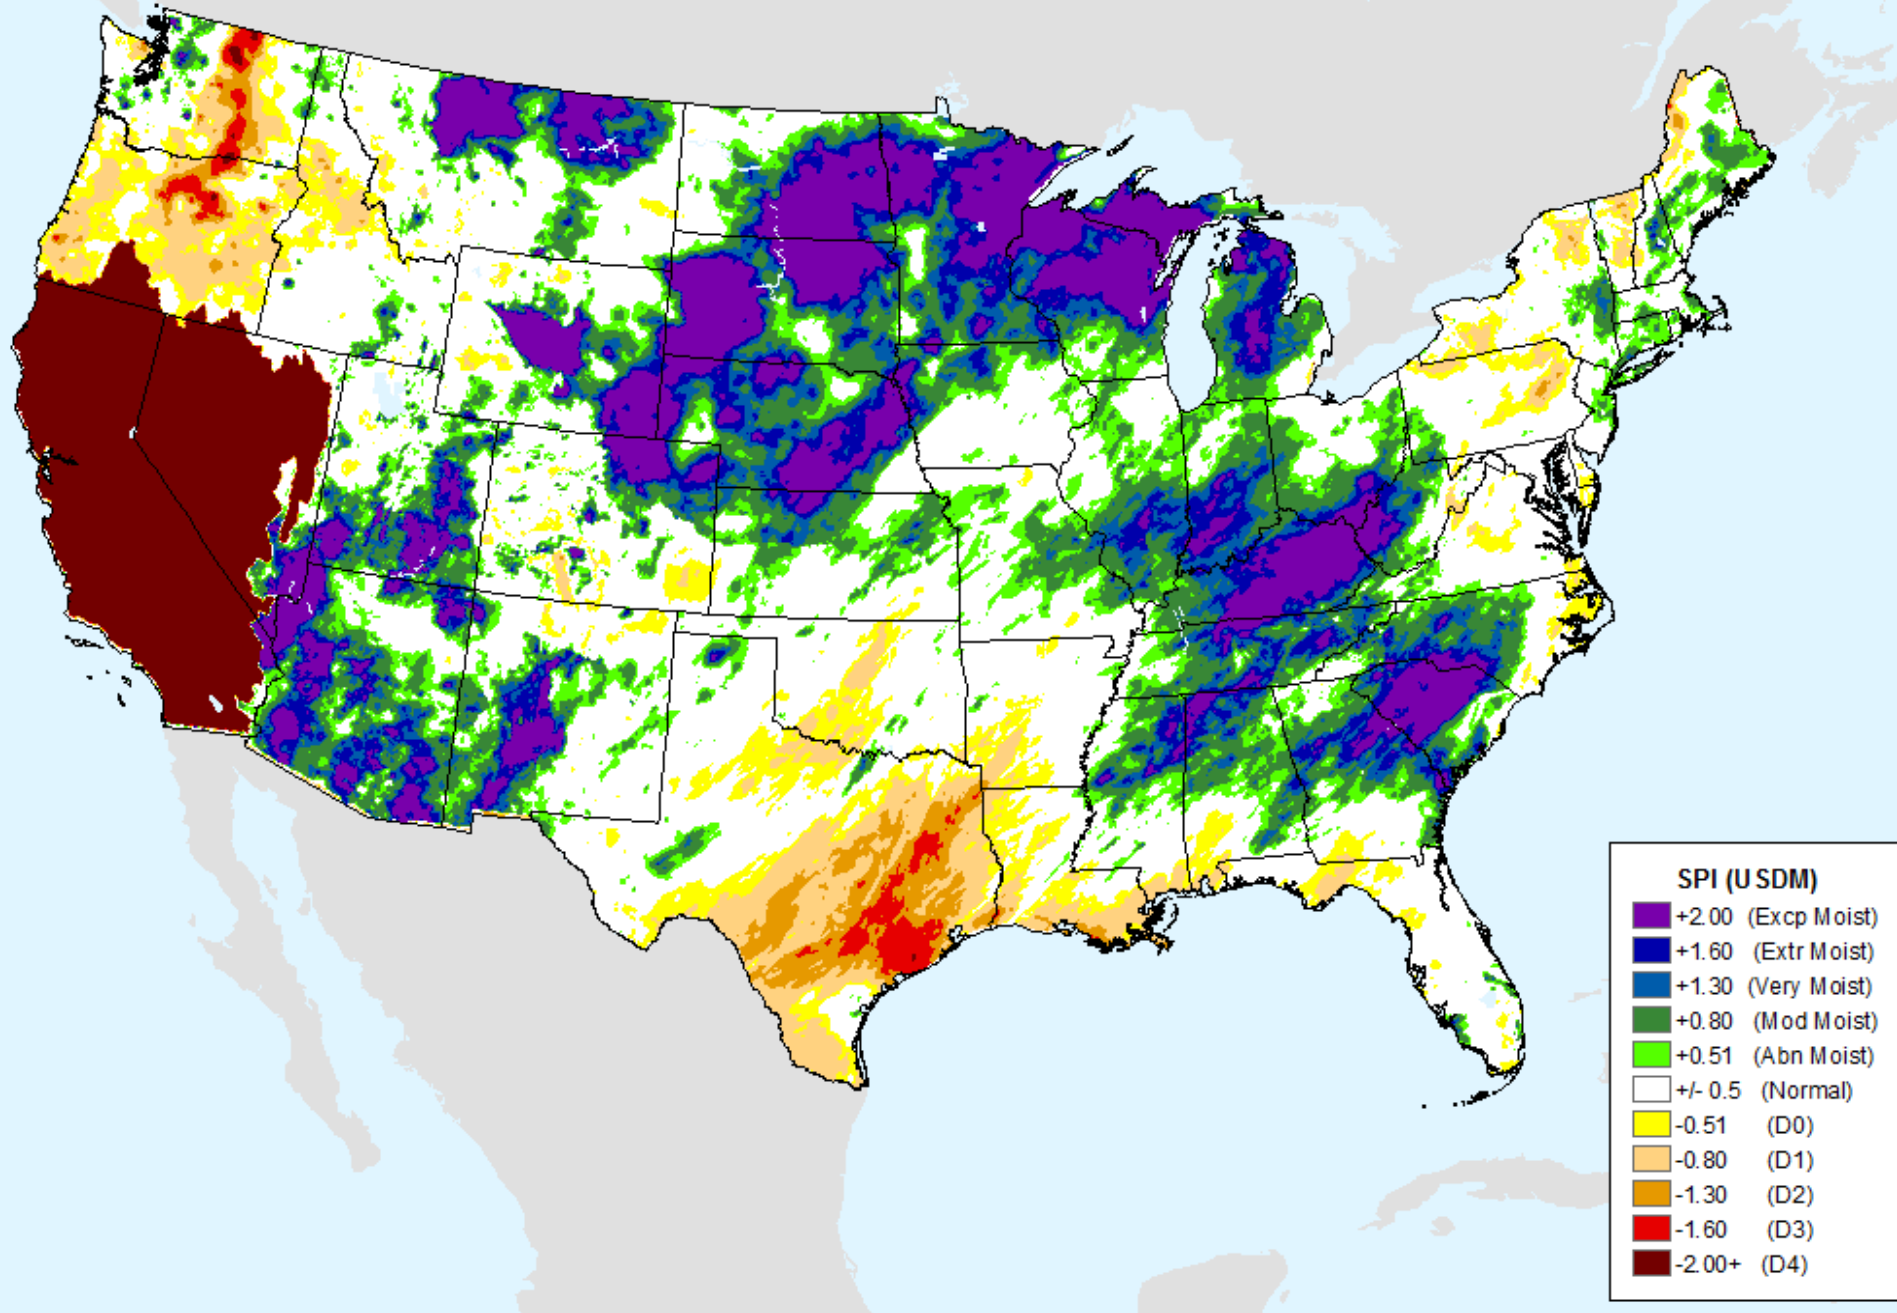 SPI (USDM)
+2.00 (Excp Moist)
+1.60 (Extr Moist)
+1.30 (Very Moist)
+0.80 (Mod Moist)
+0.51 (Abn Moist)
+/- 0.5 (Normal)
-0.51 (D0)
-0.80 (D1)
-1.30 (D2)
-1.60 (D3)
-2.00+ (D4)